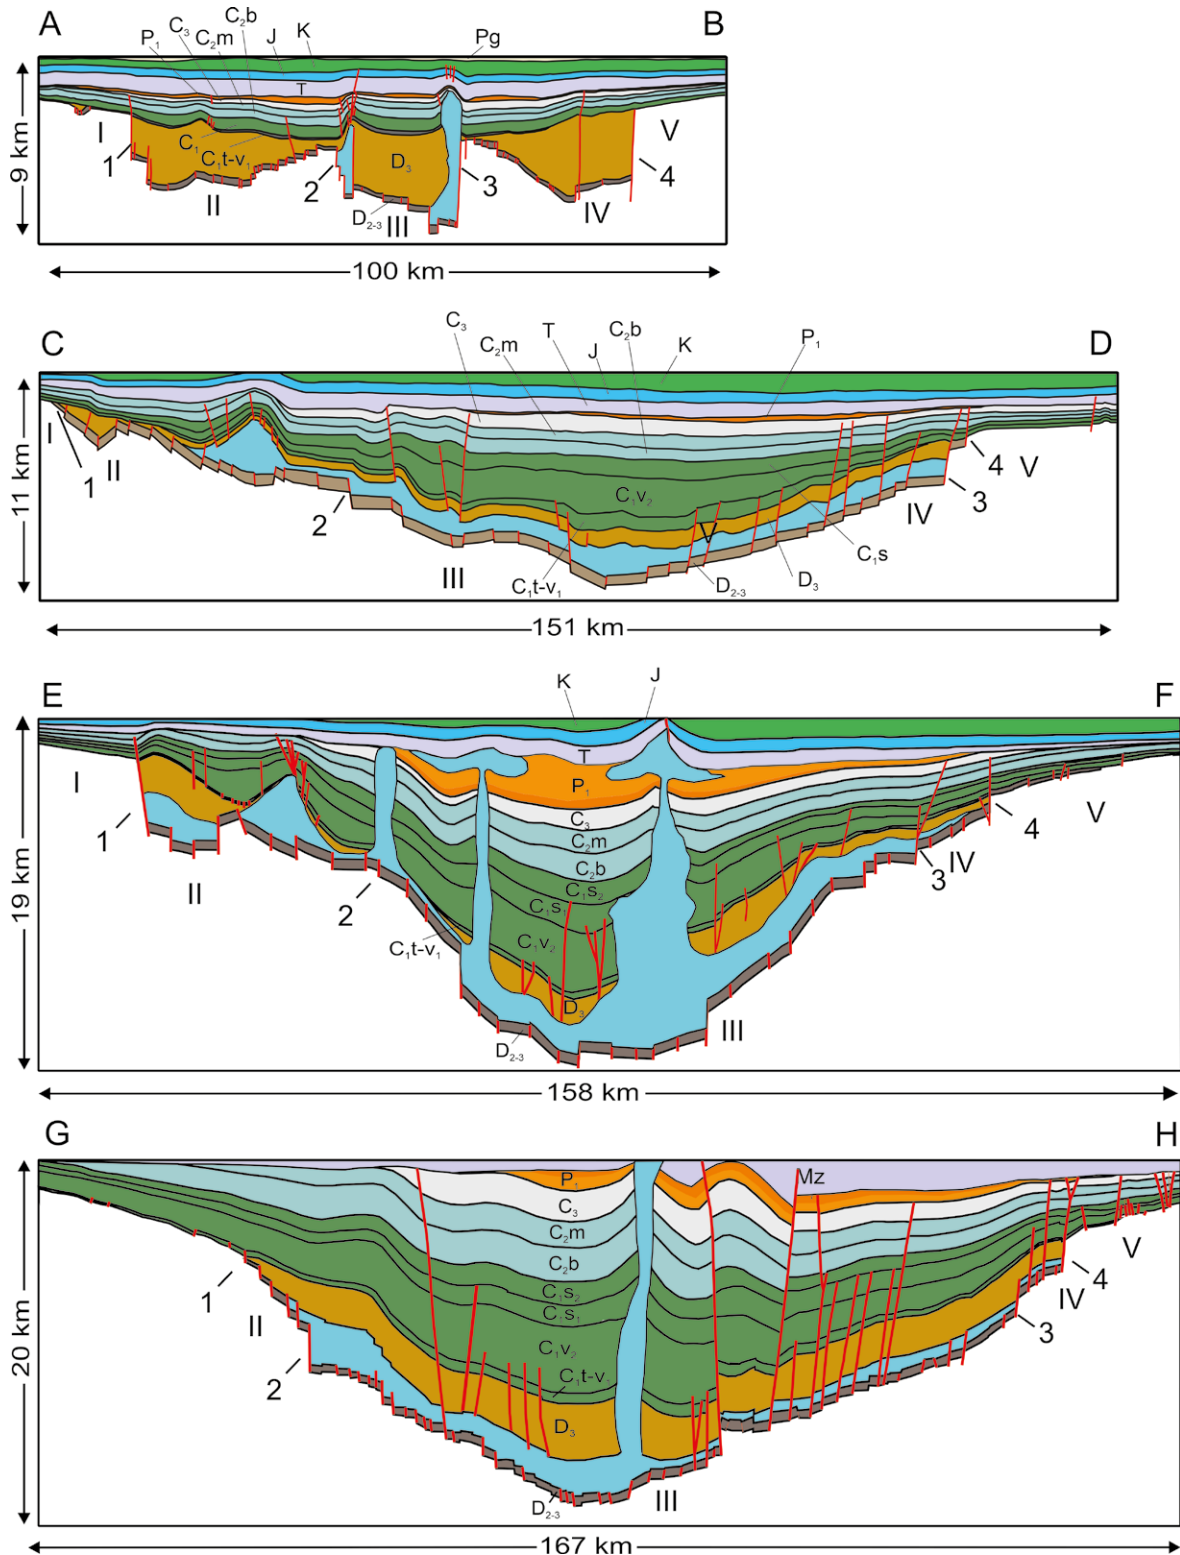 A B
C₂b
C₃ C₂m J K
P₁ Pg
T
I V
C₁
1 C₁t-v₁ D₃ 4
2 3
II D₂₋₃ III IV
9 km
100 km
C D
C₃ T C₂b P₁
C₂m J K
I
1 II C₁v₂ 4 V
2 V IV 3
III C₁s
C₁t-v₁ D₂₋₃ D₃
11 km
151 km
E F
K J
T
I P₁
1 C₃ 4 V
C₂m
II C₂b 3 IV
2 C₁s₂
C₁s₁
C₁t-v₁ C₁v₂
D₃
D₂₋₃ III
19 km
158 km
G H
P₁ Mz
C₃
C₂m
C₂b V
1 C₁s₂ 4
II C₁s₁ IV
C₁v₂ 3
2 C₁t-v₁
D₃
D₂₋₃ III
20 km
167 km